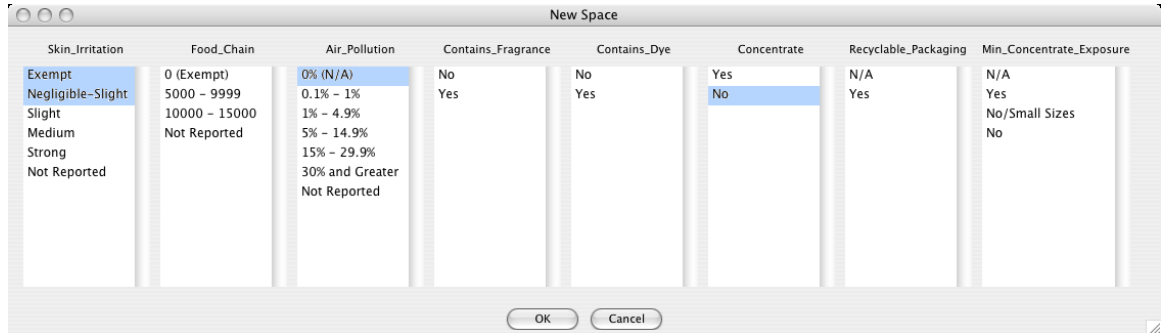 New Space
Skin_Irritation Food_Chain Air_Pollution Contains_Fragrance Contains_Dye Concentrate Recyclable_Packaging Min_Concentrate_Exposure
Exempt 0 (Exempt) 0% (N/A) No No Yes N/A N/A
Negligible-Slight 5000 - 9999 0.1% - 1% Yes Yes No Yes Yes
Slight 10000 - 15000 1% - 4.9% No/Small Sizes
Medium Not Reported 5% - 14.9% No
Strong 15% - 29.9%
Not Reported 30% and Greater
Not Reported
OK Cancel